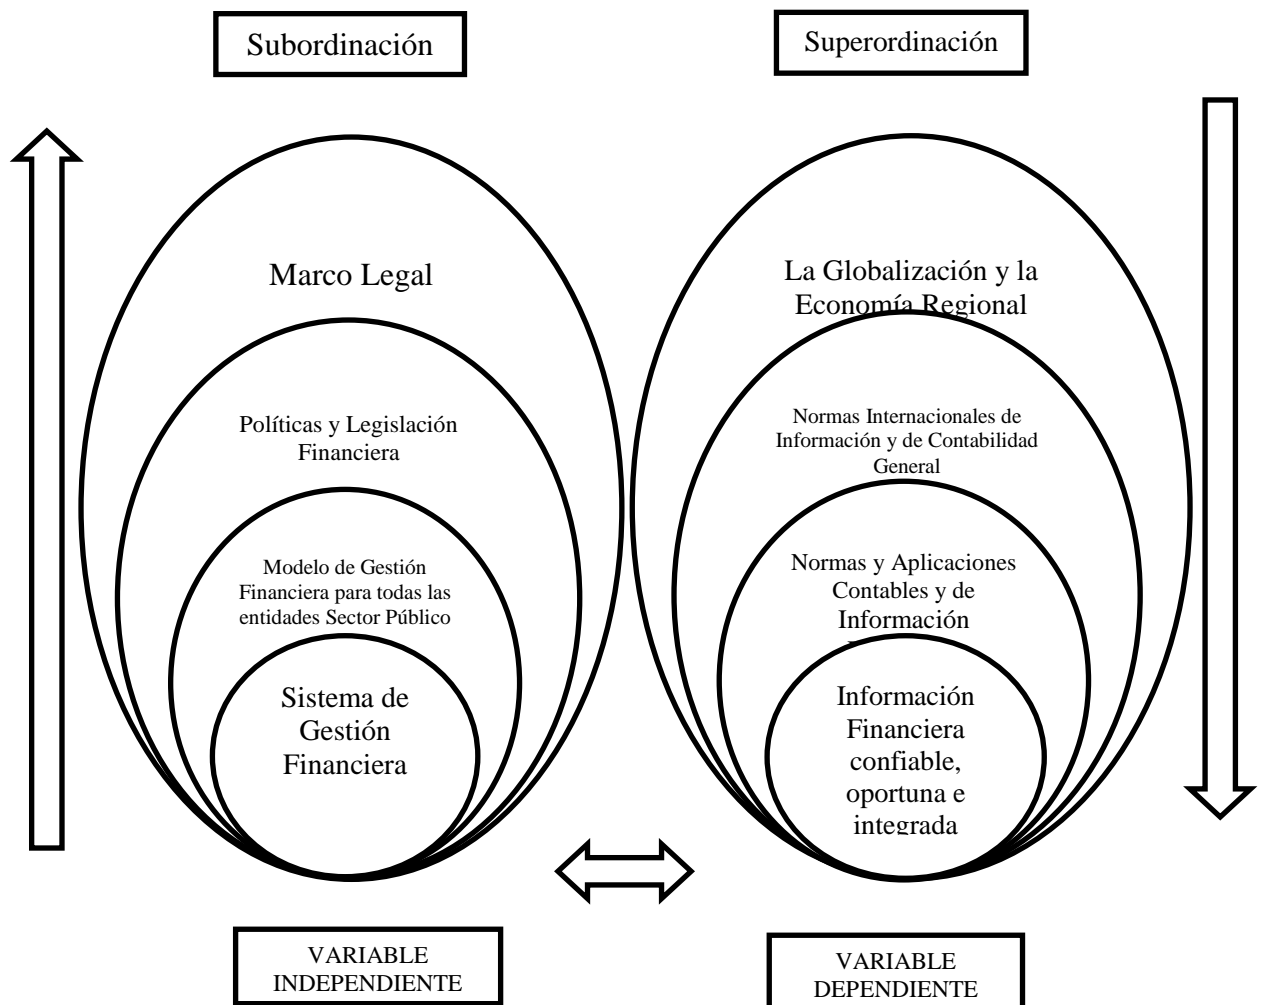 Subordinación
Superordinación
Marco Legal
Políticas y Legislación
Financiera
Modelo de Gestión
Financiera para todas las
entidades Sector Público
Sistema de
Gestión
Financiera
La Globalización y la
Economía Regional
Normas Internacionales de
Información y de Contabilidad
General
Normas y Aplicaciones
Contables y de
Información
Información
Financiera
confiable,
oportuna e
integrada
VARIABLE
INDEPENDIENTE
VARIABLE
DEPENDIENTE